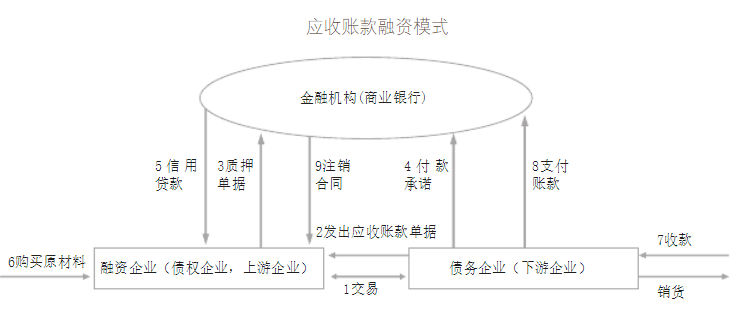 应收账款融资模式
金融机构(商业银行)
5信用
贷款
3质押
单据
9注销
合同
4付款
承诺
8支付
账款
2发出应收账款单据
7收款
6购买原材料
融资企业（债权企业，上游企业）
债务企业（下游企业）
1交易
销货